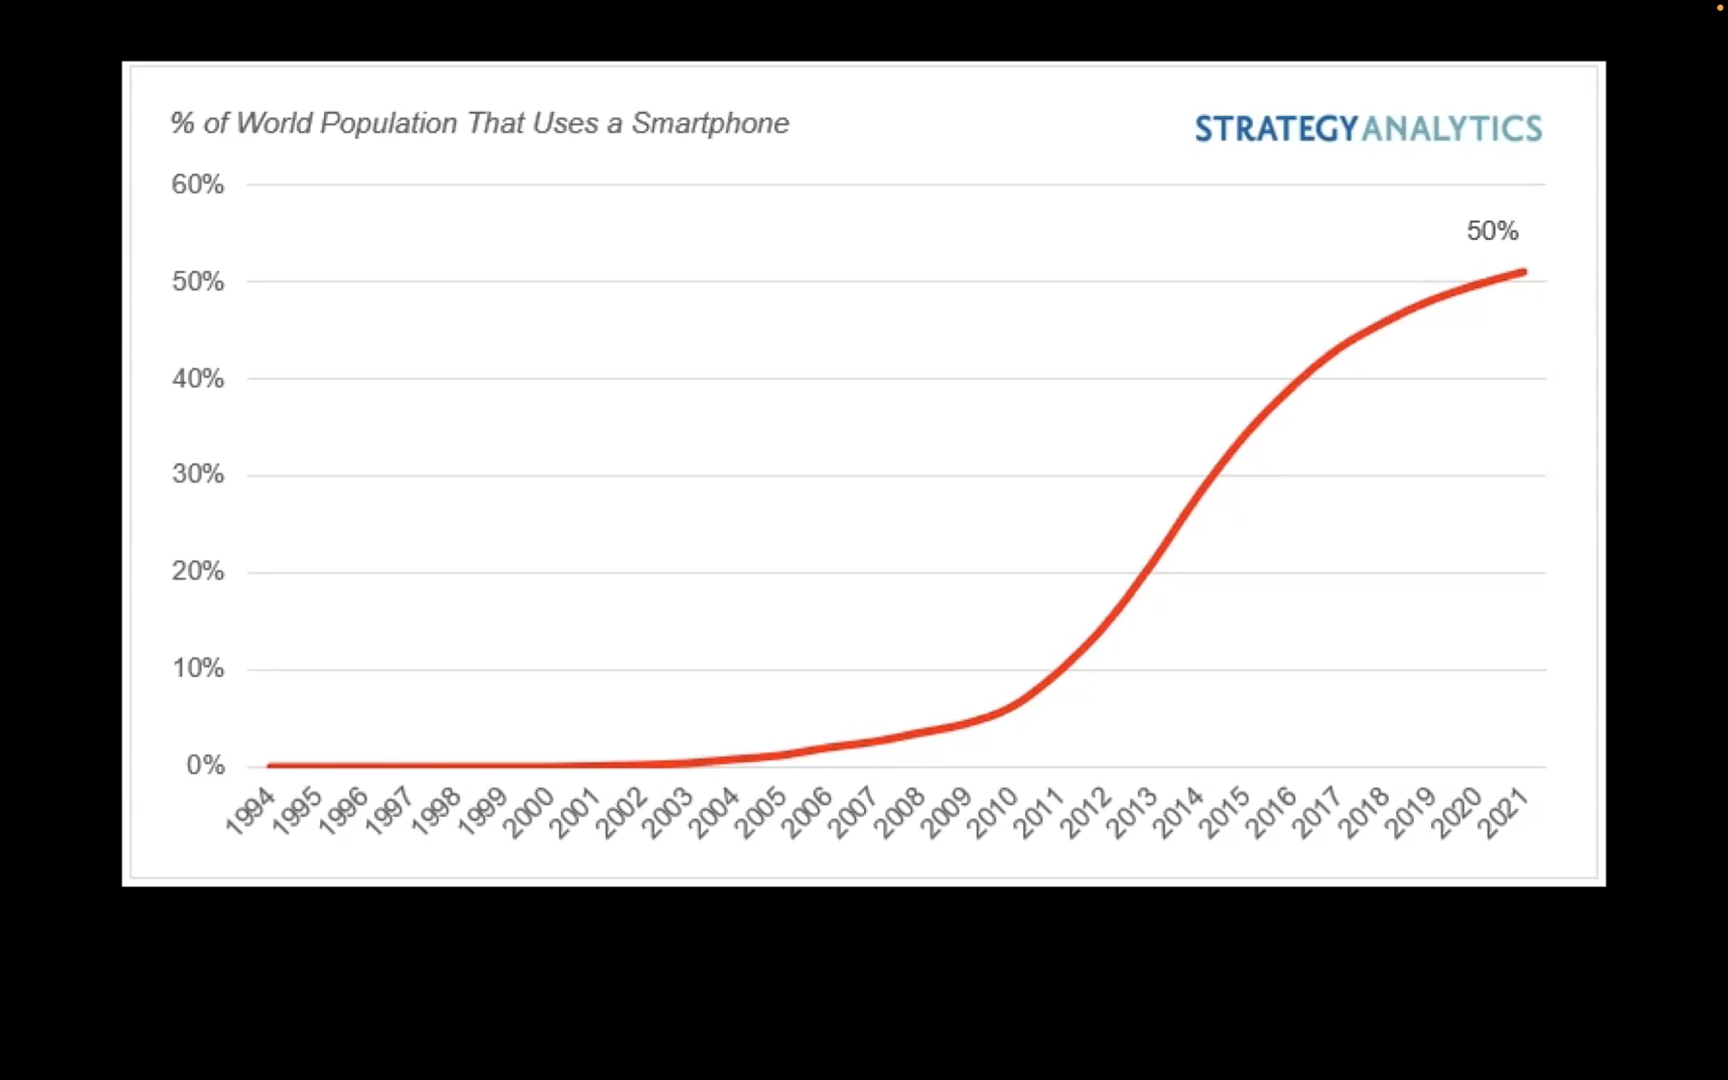 % of World Population That Uses a Smartphone
STRATEGYANALYTICS
60%
50%
50%
40%
30%
20%
10%
0%
1994 1995 1996 1997 1998 1999 2000 2001 2002 2003 2004 2005 2006 2007 2008 2009 2010 2011 2012 2013 2014 2015 2016 2017 2018 2019 2020 2021